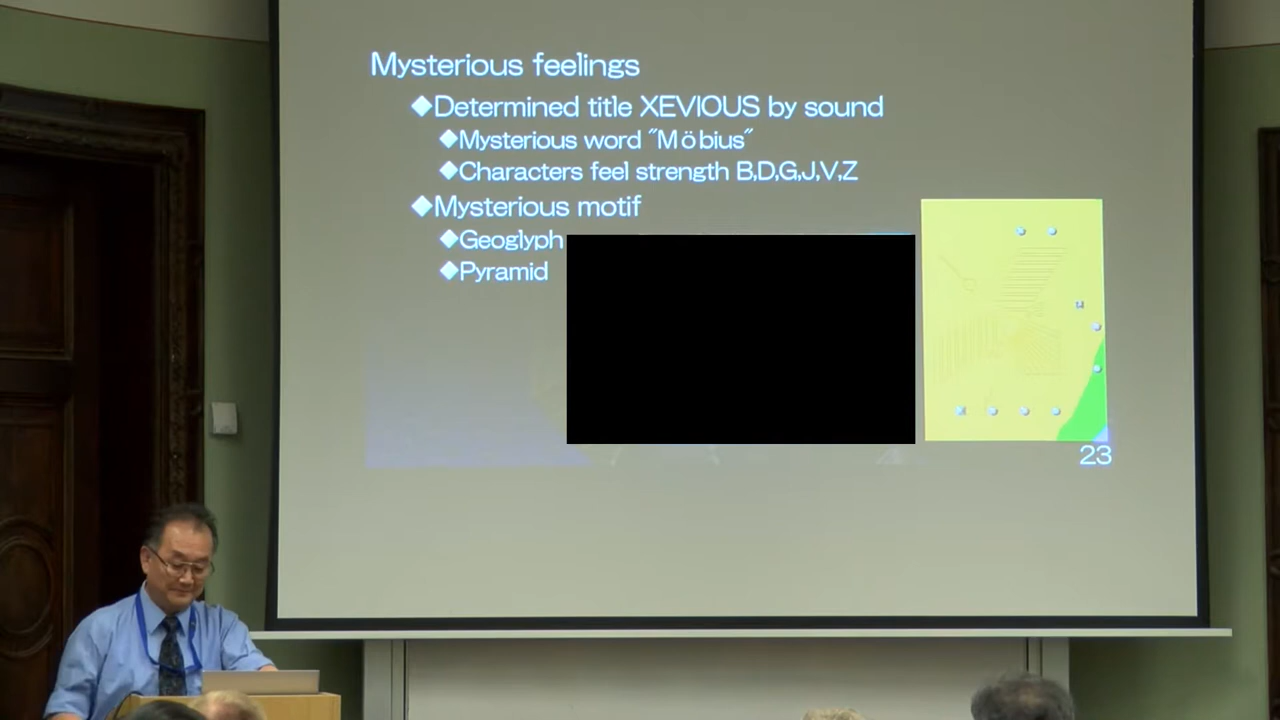 Mysterious feelings
◆Determined title XEVIOUS by sound
◆Mysterious word "Möbius"
◆Characters feel strength B,D,G,J,V,Z
◆Mysterious motif
◆Geoglyph
◆Pyramid
23